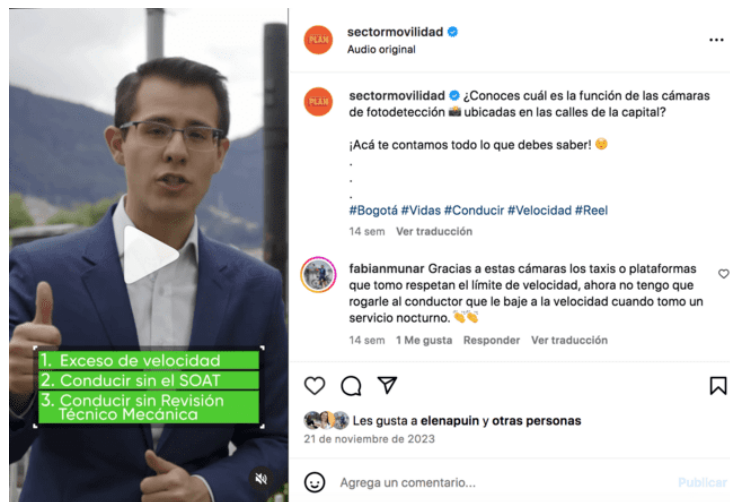 PLAN
sectormovilidad
Audio original
PLAN
sectormovilidad ¿Conoces cuál es la función de las cámaras
de fotodetección 📸 ubicadas en las calles de la capital?
¡Acá te contamos todo lo que debes saber! 😌
.
.
.
#Bogotá #Vidas #Conducir #Velocidad #Reel
14 sem Ver traducción
fabianmunar Gracias a estas cámaras los taxis o plataformas
que tomo respetan el límite de velocidad, ahora no tengo que
rogarle al conductor que le baje a la velocidad cuando tomo un
servicio nocturno. 👏👏
14 sem 1 Me gusta Responder Ver traducción
1. Exceso de velocidad
2. Conducir sin el SOAT
3. Conducir sin Revisión
Técnico Mecánica
Les gusta a elenapuin y otras personas
21 de noviembre de 2023
Agrega un comentario...
Publicar